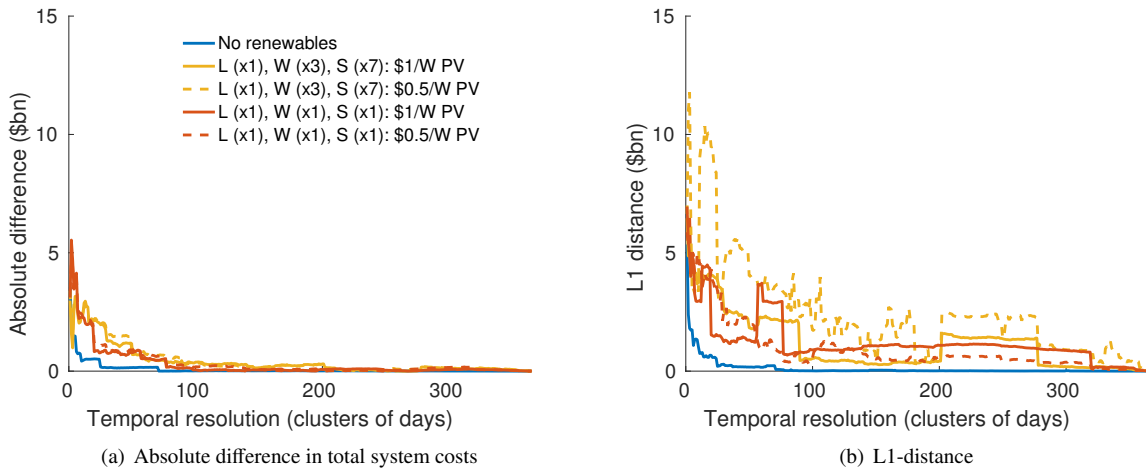 15
10
5
0
Absolute difference ($bn)
No renewables
L (x1), W (x3), S (x7): $1/W PV
L (x1), W (x3), S (x7): $0.5/W PV
L (x1), W (x1), S (x1): $1/W PV
L (x1), W (x1), S (x1): $0.5/W PV
0 100 200 300
Temporal resolution (clusters of days)
(a) Absolute difference in total system costs
15
10
5
0
L1 distance ($bn)
0 100 200 300
Temporal resolution (clusters of days)
(b) L1-distance